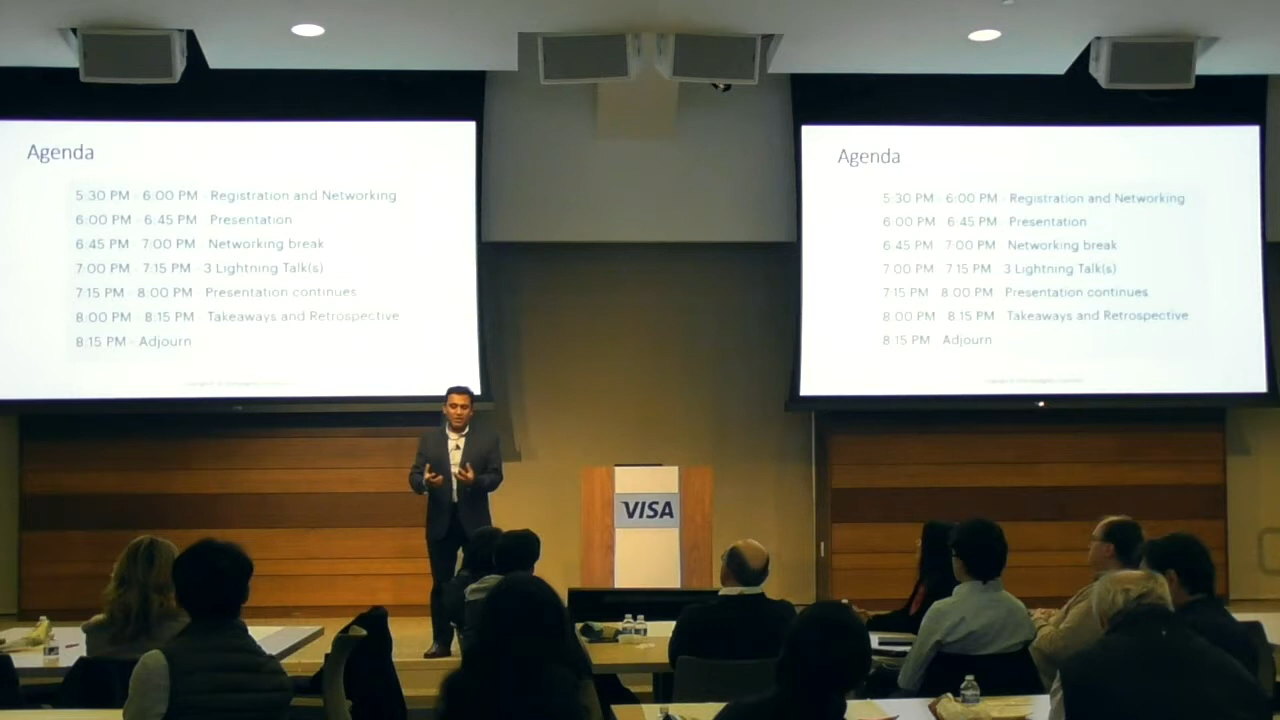 Agenda
5:30 PM - 6:00 PM - Registration and Networking
6:00 PM - 6:45 PM - Presentation
6:45 PM - 7:00 PM - Networking break
7:00 PM - 7:15 PM - 3 Lightning Talk(s)
7:15 PM - 8:00 PM - Presentation continues
8:00 PM - 8:15 PM - Takeaways and Retrospective
8:15 PM - Adjourn
Agenda
5:30 PM - 6:00 PM - Registration and Networking
6:00 PM - 6:45 PM - Presentation
6:45 PM - 7:00 PM - Networking break
7:00 PM - 7:15 PM - 3 Lightning Talk(s)
7:15 PM - 8:00 PM - Presentation continues
8:00 PM - 8:15 PM - Takeaways and Retrospective
8:15 PM - Adjourn
VISA